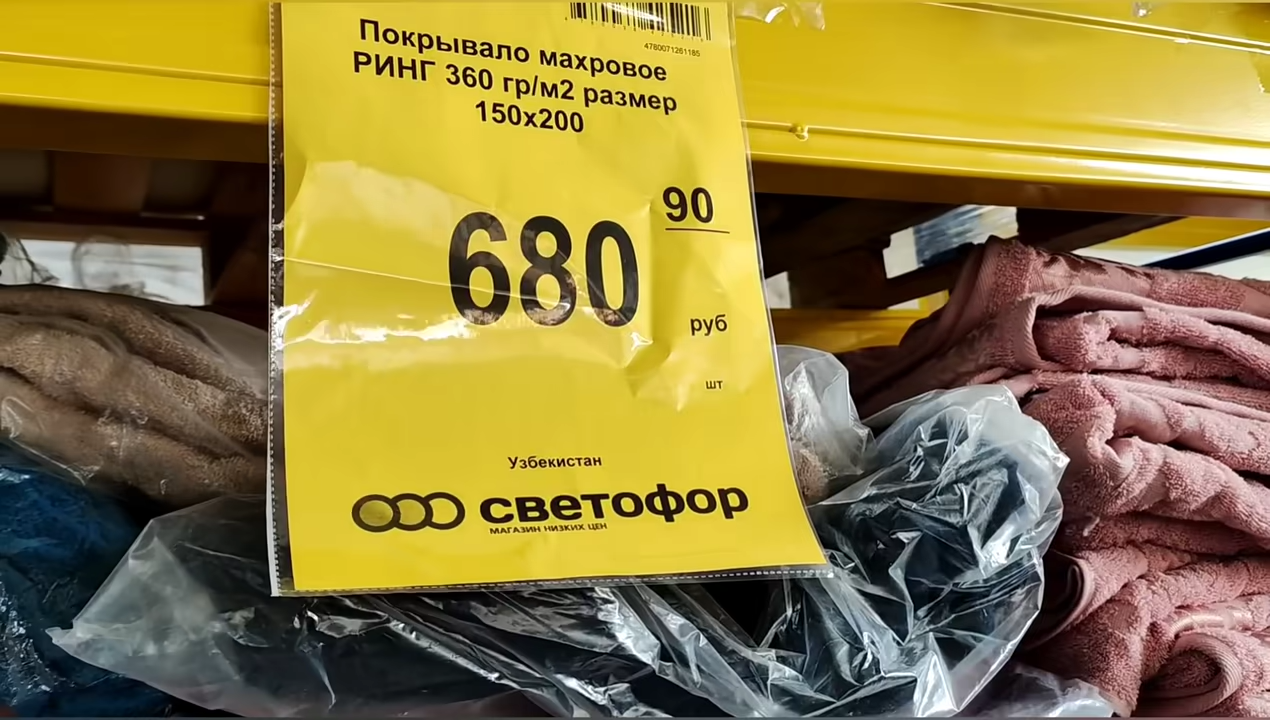 4780071261185
Покрывало махровое
РИНГ 360 гр/м2 размер
150х200
680 90
руб
шт
Узбекистан
светофор
МАГАЗИН НИЗКИХ ЦЕН